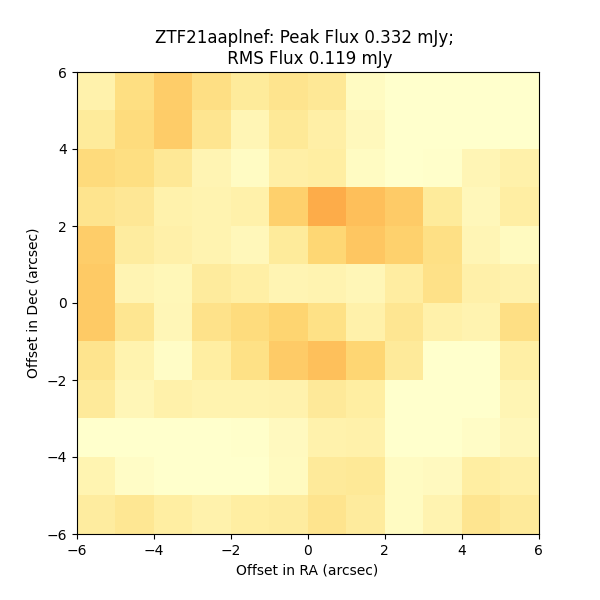 ZTF21aaplnef: Peak Flux 0.332 mJy;
RMS Flux 0.119 mJy
6
4
2
0
−2
−4
−6
Offset in Dec (arcsec)
−6 −4 −2 0 2 4 6
Offset in RA (arcsec)